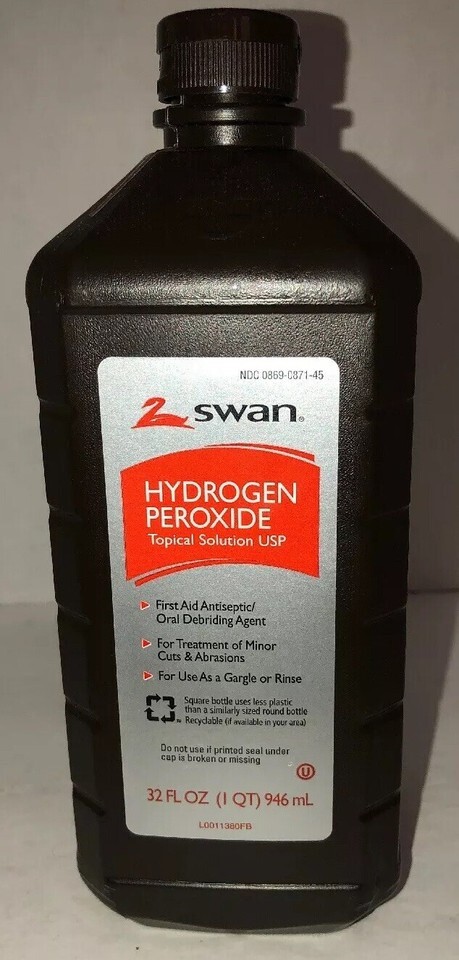 NDC 0869-0871-45
swan®
HYDROGEN
PEROXIDE
Topical Solution USP
First Aid Antiseptic/
Oral Debriding Agent
For Treatment of Minor
Cuts & Abrasions
For Use As a Gargle or Rinse
Square bottle uses less plastic
than a similarly sized round bottle
Recyclable (if available in your area)
Do not use if printed seal under
cap is broken or missing
U
32 FL OZ (1 QT) 946 mL
L0011380FB